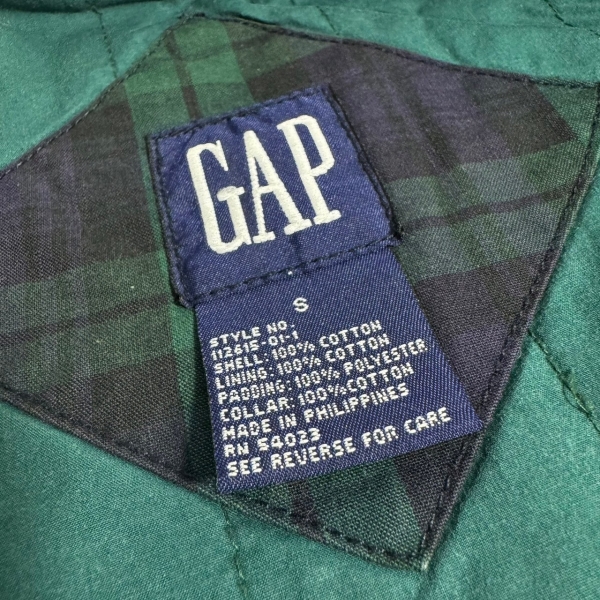 GAP
S
STYLE NO.
112615-01-1
SHELL: 100% COTTON
LINING: 100% COTTON
PADDING: 100% POLYESTER
COLLAR: 100%COTTON
MADE IN PHILIPPINES
RN 54023
SEE REVERSE FOR CARE